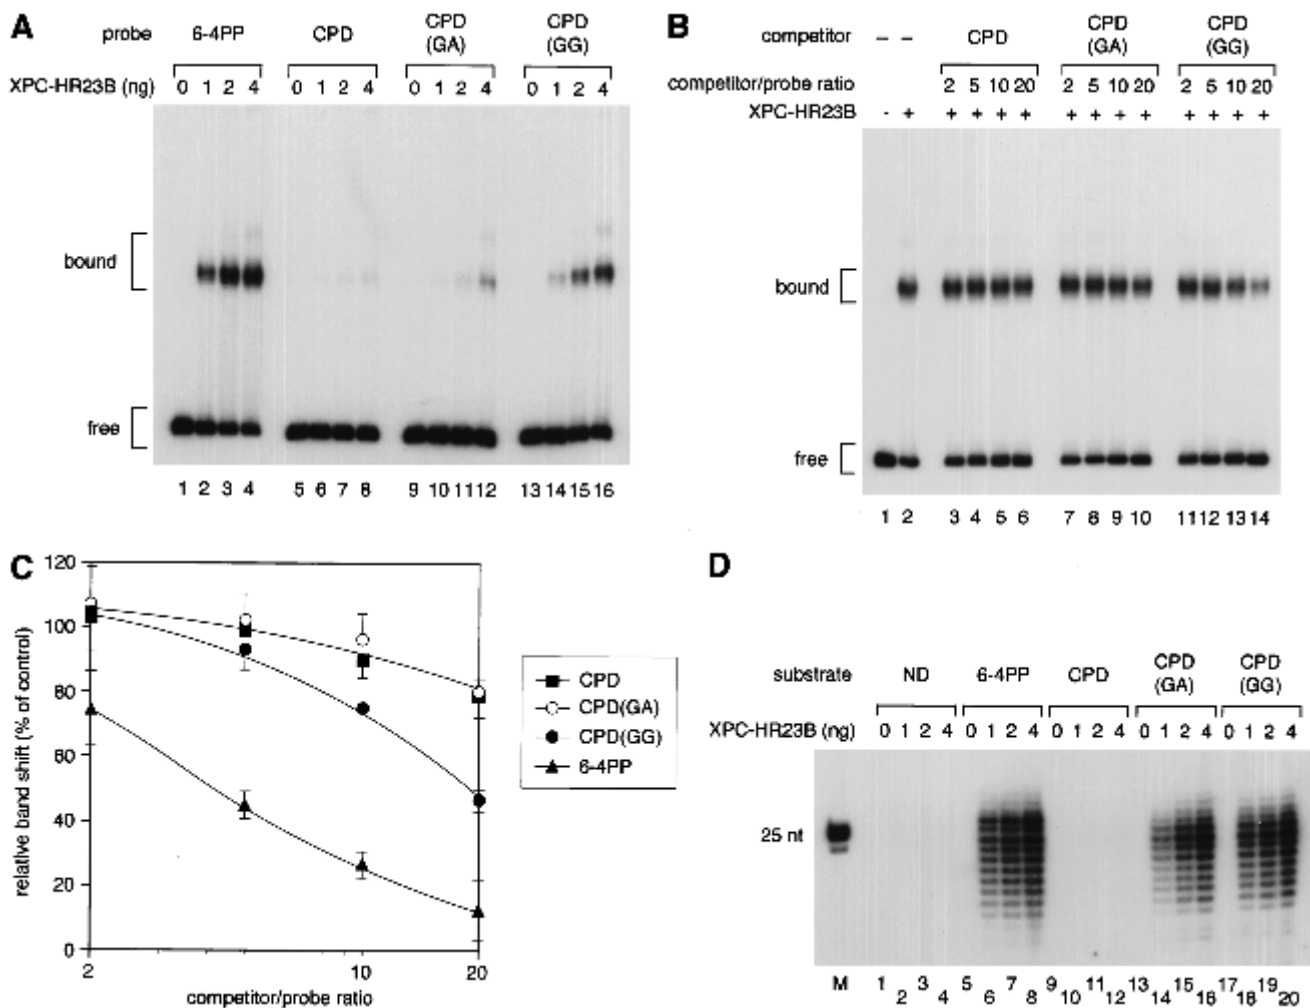 A
probe 6-4PP CPD CPD (GA) CPD (GG)
XPC-HR23B (ng) 0 1 2 4 0 1 2 4 0 1 2 4 0 1 2 4
bound
free
1 2 3 4 5 6 7 8 9 10 11 12 13 14 15 16
B
competitor – – CPD CPD (GA) CPD (GG)
competitor/probe ratio 2 5 10 20 2 5 10 20 2 5 10 20
XPC-HR23B - + + + + + + + + + + + + +
bound
free
1 2 3 4 5 6 7 8 9 10 11 12 13 14
C
relative band shift (% of control)
120
100
80
60
40
20
0
2 10 20
competitor/probe ratio
CPD
CPD(GA)
CPD(GG)
6-4PP
D
substrate ND 6-4PP CPD CPD (GA) CPD (GG)
XPC-HR23B (ng) 0 1 2 4 0 1 2 4 0 1 2 4 0 1 2 4 0 1 2 4
25 nt
M 1 2 3 4 5 6 7 8 9 10 11 12 13 14 15 16 17 18 19 20